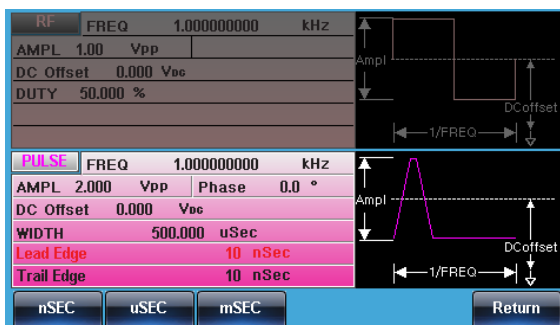 RF FREQ 1.000000000 kHz
AMPL 1.00 Vpp
DC Offset 0.000 VDC
DUTY 50.000 %
Ampl
DCoffset
1/FREQ
PULSE FREQ 1.000000000 kHz
AMPL 2.000 Vpp Phase 0.0 °
DC Offset 0.000 VDC
WIDTH 500.000 uSec
Lead Edge 10 nSec
Trail Edge 10 nSec
Ampl
DCoffset
1/FREQ
nSEC uSEC mSEC Return